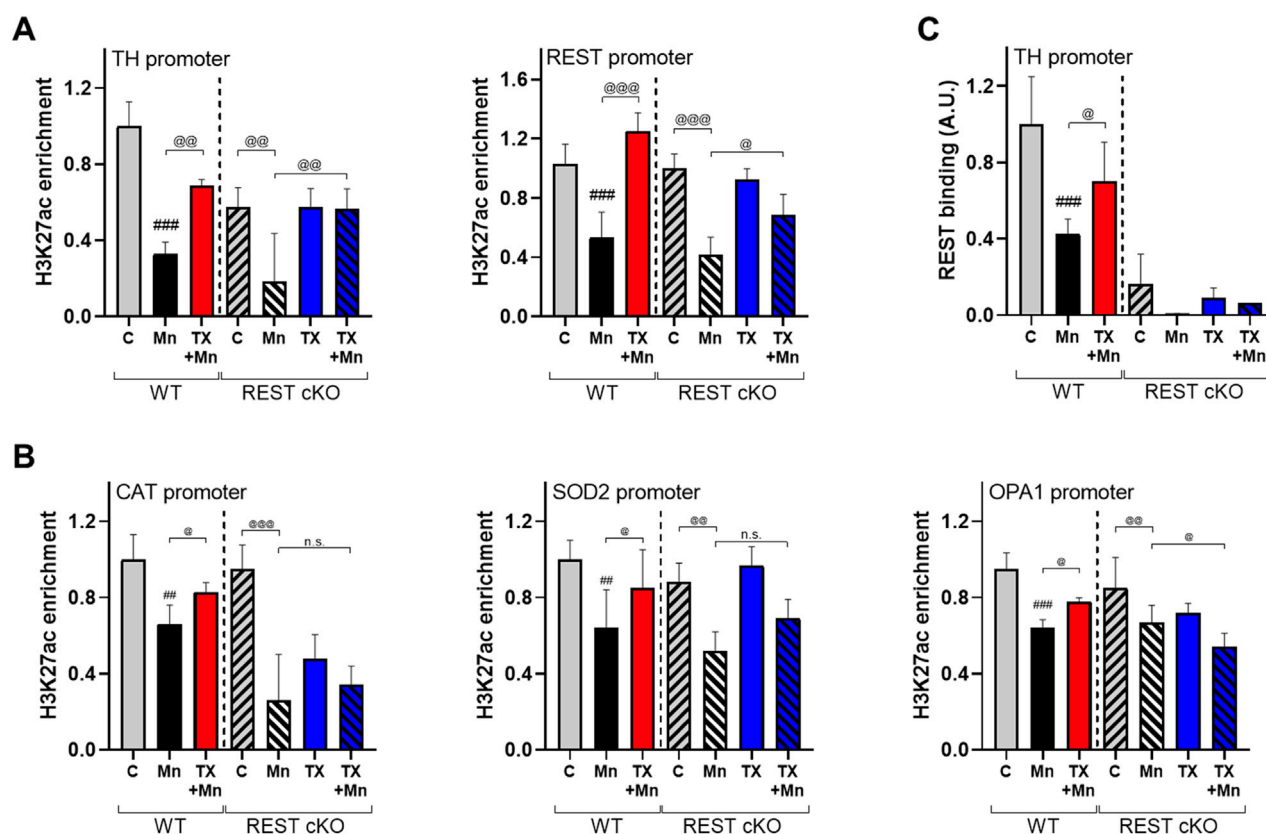 A
TH promoter
H3K27ac enrichment
1.2
0.8
0.4
0.0
@@
###
@@
@@
C Mn TX +Mn C Mn TX TX +Mn
WT REST cKO
REST promoter
H3K27ac enrichment
1.6
1.2
0.8
0.4
0.0
@@@
###
@@@
@
C Mn TX +Mn C Mn TX TX +Mn
WT REST cKO
C
TH promoter
REST binding (A.U.)
1.2
0.8
0.4
0.0
@
###
C Mn TX +Mn C Mn TX TX +Mn
WT REST cKO
B
CAT promoter
H3K27ac enrichment
1.2
0.8
0.4
0.0
@
##
@@@
n.s.
C Mn TX +Mn C Mn TX TX +Mn
WT REST cKO
SOD2 promoter
H3K27ac enrichment
1.2
0.8
0.4
0.0
@
##
@@
n.s.
C Mn TX +Mn C Mn TX TX +Mn
WT REST cKO
OPA1 promoter
H3K27ac enrichment
1.2
0.8
0.4
0.0
@
###
@@
@
C Mn TX +Mn C Mn TX TX +Mn
WT REST cKO